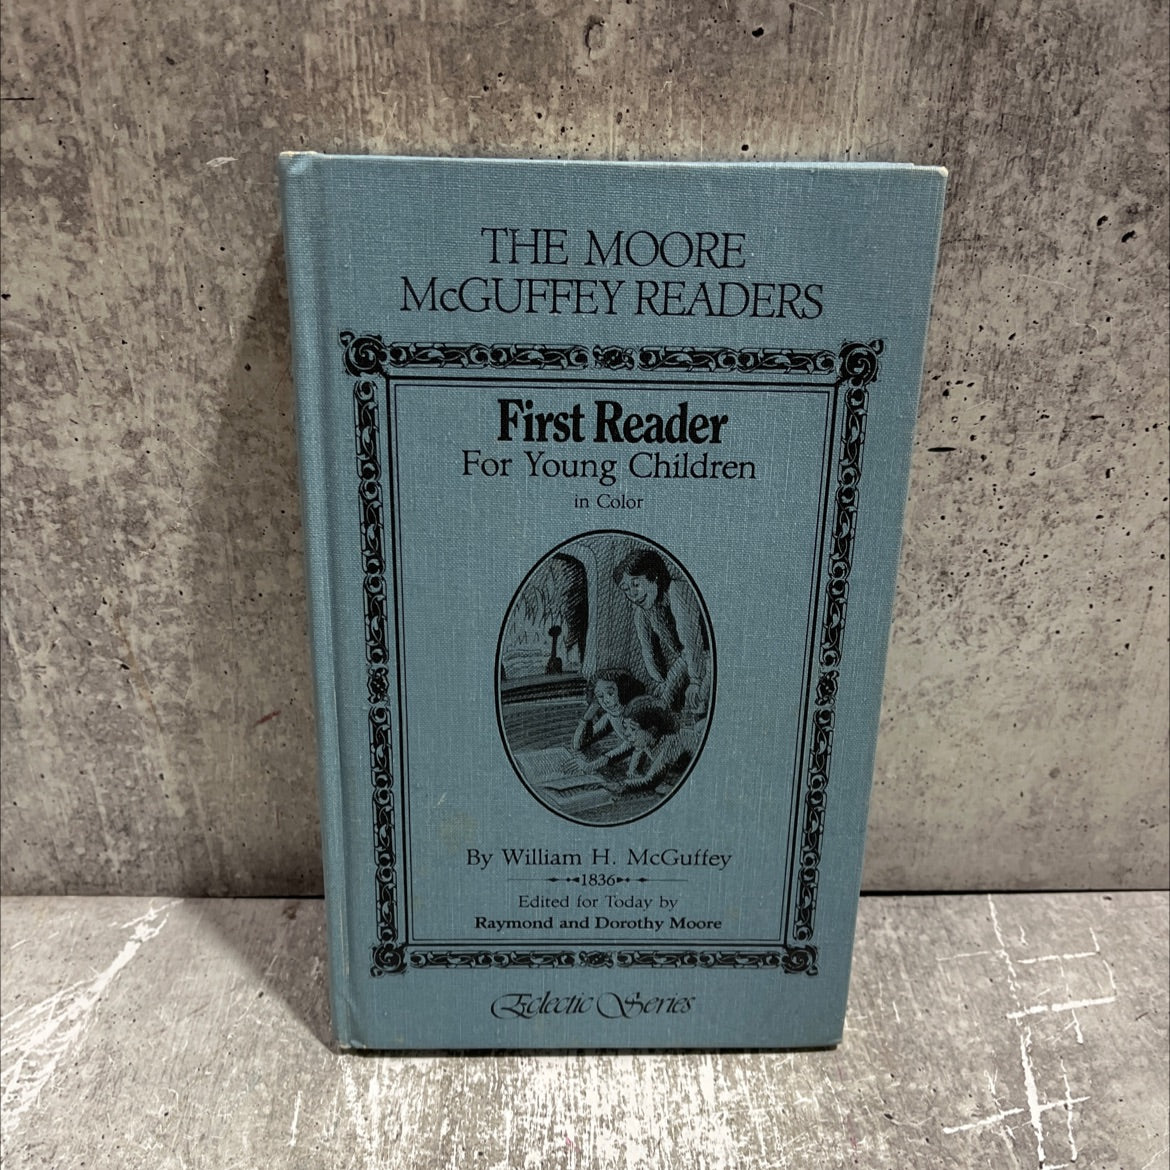 THE MOORE
McGUFFEY READERS
First Reader
For Young Children
in Color
By William H. McGuffey
1836
Edited for Today by
Raymond and Dorothy Moore
Eclectic Series